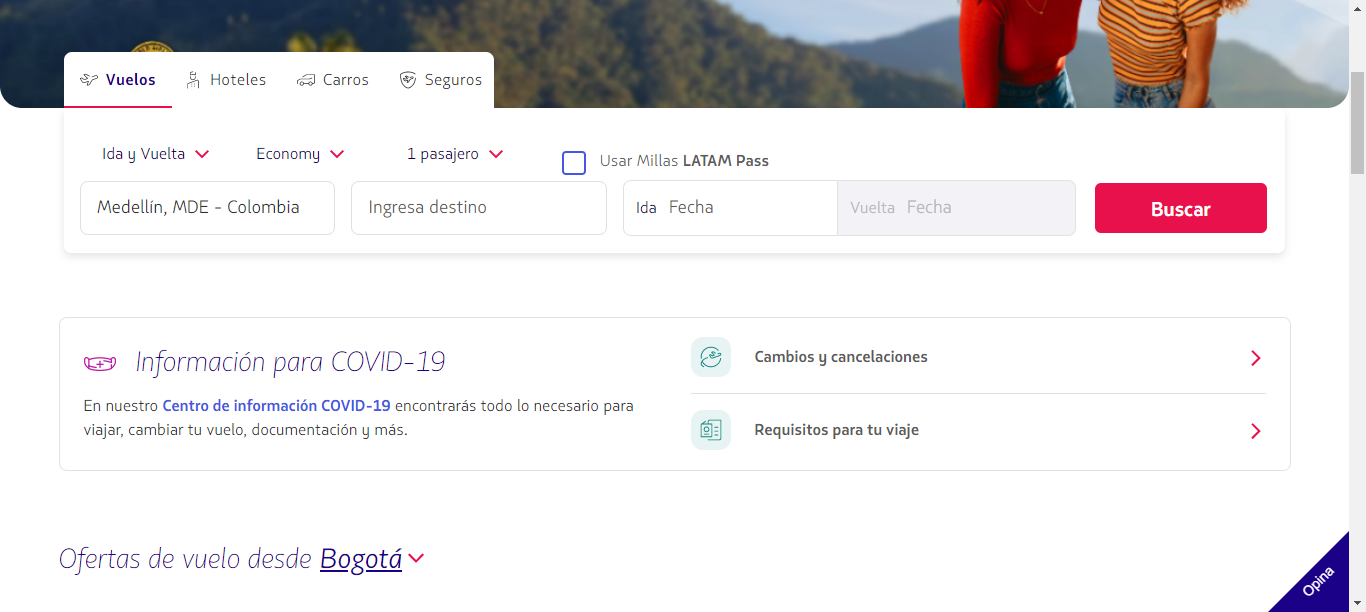 Vuelos Hoteles Carros Seguros
Ida y Vuelta Economy 1 pasajero Usar Millas LATAM Pass
Medellín, MDE - Colombia Ingresa destino Ida Fecha Vuelta Fecha Buscar
Información para COVID-19
En nuestro Centro de información COVID-19 encontrarás todo lo necesario para
viajar, cambiar tu vuelo, documentación y más.
Cambios y cancelaciones
Requisitos para tu viaje
Ofertas de vuelo desde Bogotá
Opina